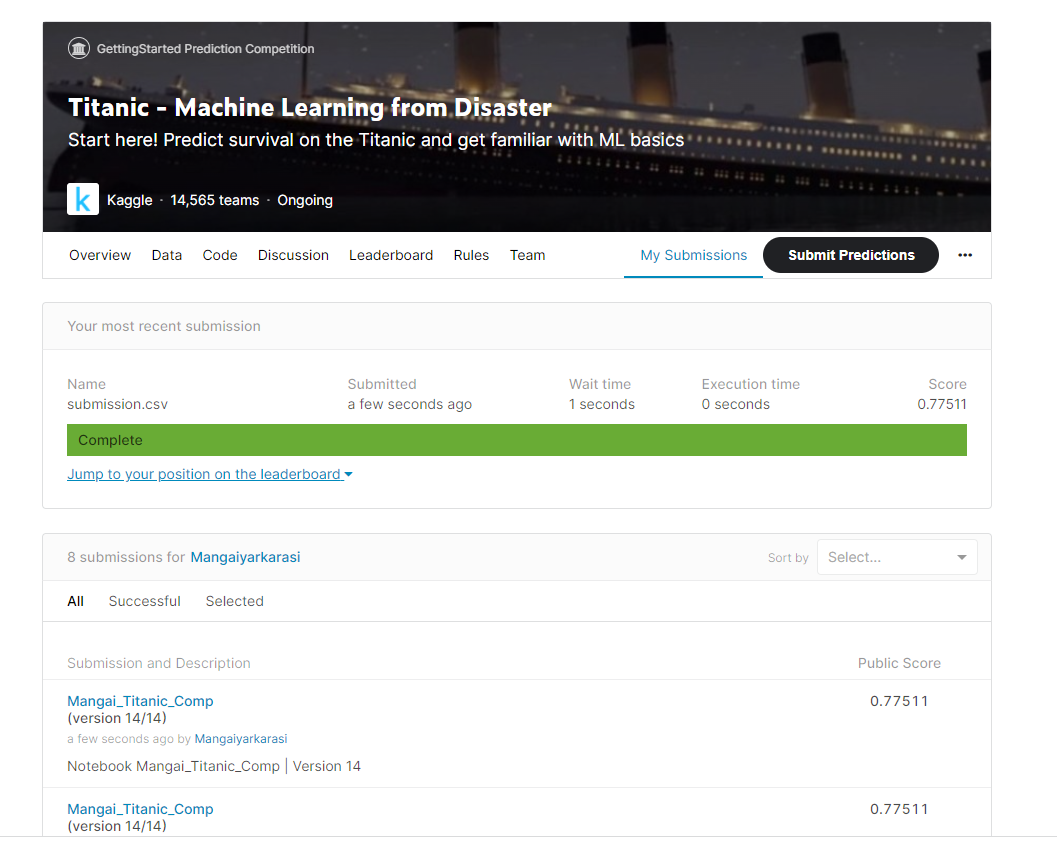 GettingStarted Prediction Competition
Titanic - Machine Learning from Disaster
Start here! Predict survival on the Titanic and get familiar with ML basics
k Kaggle · 14,565 teams · Ongoing
Overview Data Code Discussion Leaderboard Rules Team My Submissions Submit Predictions ...
Your most recent submission
Name Submitted Wait time Execution time Score
submission.csv a few seconds ago 1 seconds 0 seconds 0.77511
Complete
Jump to your position on the leaderboard
8 submissions for Mangaiyarkarasi Sort by Select...
All Successful Selected
Submission and Description Public Score
Mangai_Titanic_Comp 0.77511
(version 14/14)
a few seconds ago by Mangaiyarkarasi
Notebook Mangai_Titanic_Comp | Version 14
Mangai_Titanic_Comp 0.77511
(version 14/14)